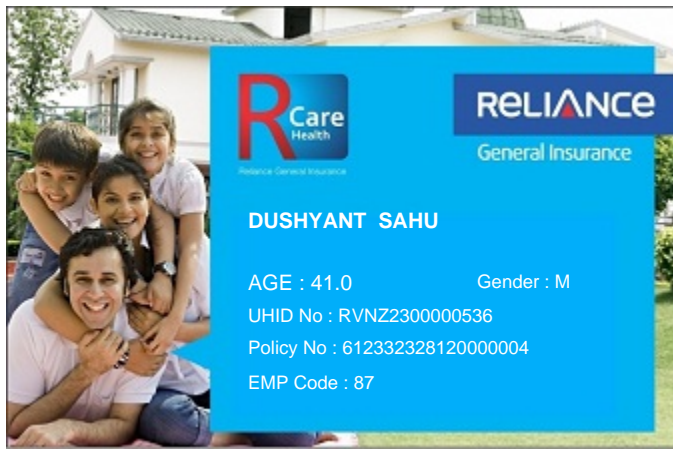 R Care
Health
Reliance General Insurance
RELIANCE
General Insurance
DUSHYANT SAHU
AGE : 41.0 Gender : M
UHID No : RVNZ2300000536
Policy No : 612332328120000004
EMP Code : 87